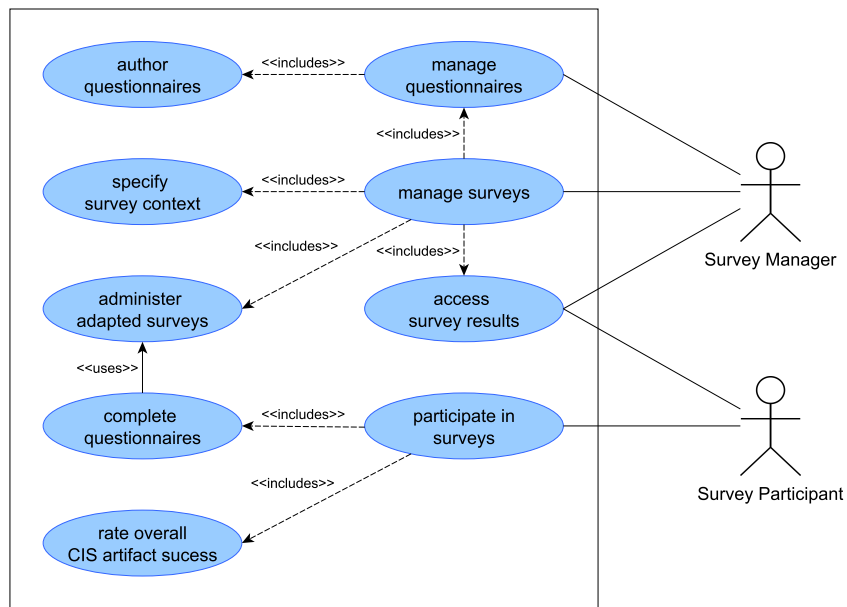 author
questionnaires
<<includes>>
manage
questionnaires
<<includes>>
specify
survey context
<<includes>>
manage surveys
<<includes>>
<<includes>>
Survey Manager
administer
adapted surveys
access
survey results
<<uses>>
complete
questionnaires
<<includes>>
participate in
surveys
<<includes>>
Survey Participant
rate overall
CIS artifact sucess